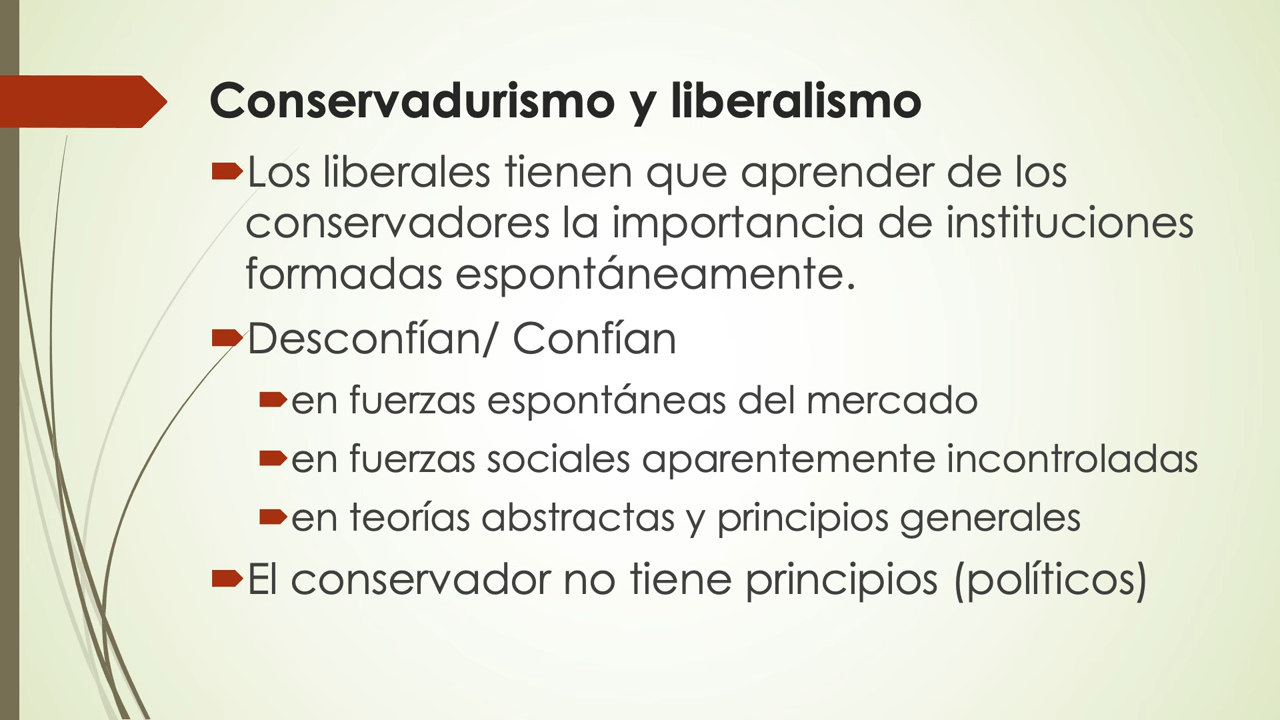 Conservadurismo y liberalismo
Los liberales tienen que aprender de los
conservadores la importancia de instituciones
formadas espontáneamente.
Desconfían/ Confían
en fuerzas espontáneas del mercado
en fuerzas sociales aparentemente incontroladas
en teorías abstractas y principios generales
El conservador no tiene principios (políticos)